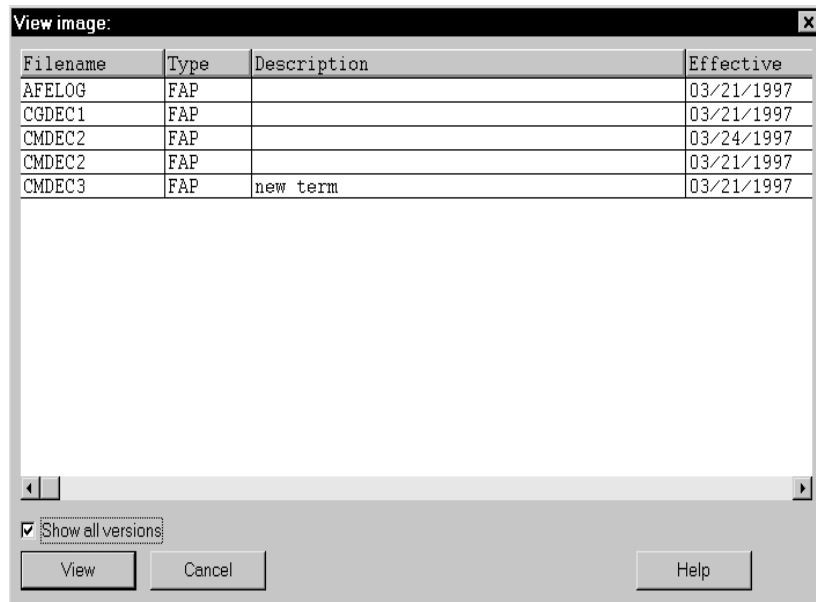 View image:
Filename Type Description Effective
AFELOG FAP 03/21/1997
CGDEC1 FAP 03/21/1997
CMDEC2 FAP 03/24/1997
CMDEC2 FAP 03/21/1997
CMDEC3 FAP new term 03/21/1997
Show all versions
View Cancel Help